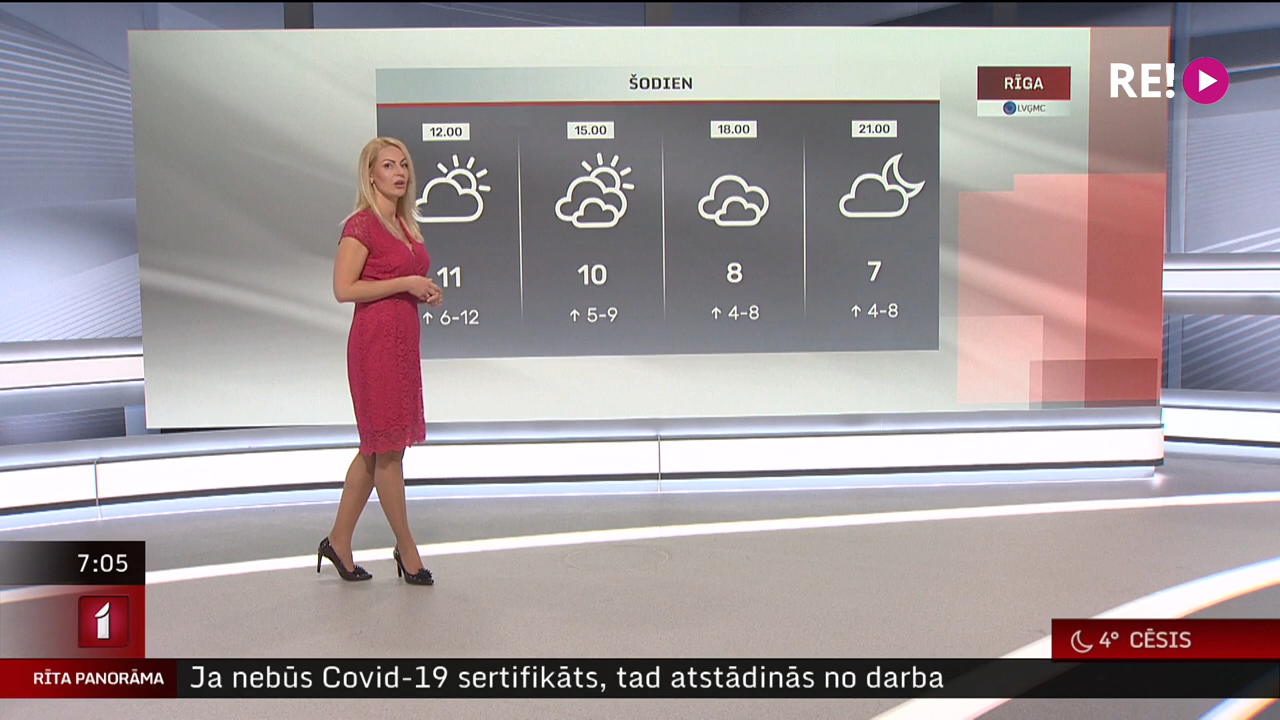 ŠODIEN
RĪGA
LVĢMC
RE!
12.00 15.00 18.00 21.00
11 10 8 7
↑ 6-12 ↑ 5-9 ↑ 4-8 ↑ 4-8
7:05
1
4° CĒSIS
RĪTA PANORĀMA
Ja nebūs Covid-19 sertifikāts, tad atstādinās no darba